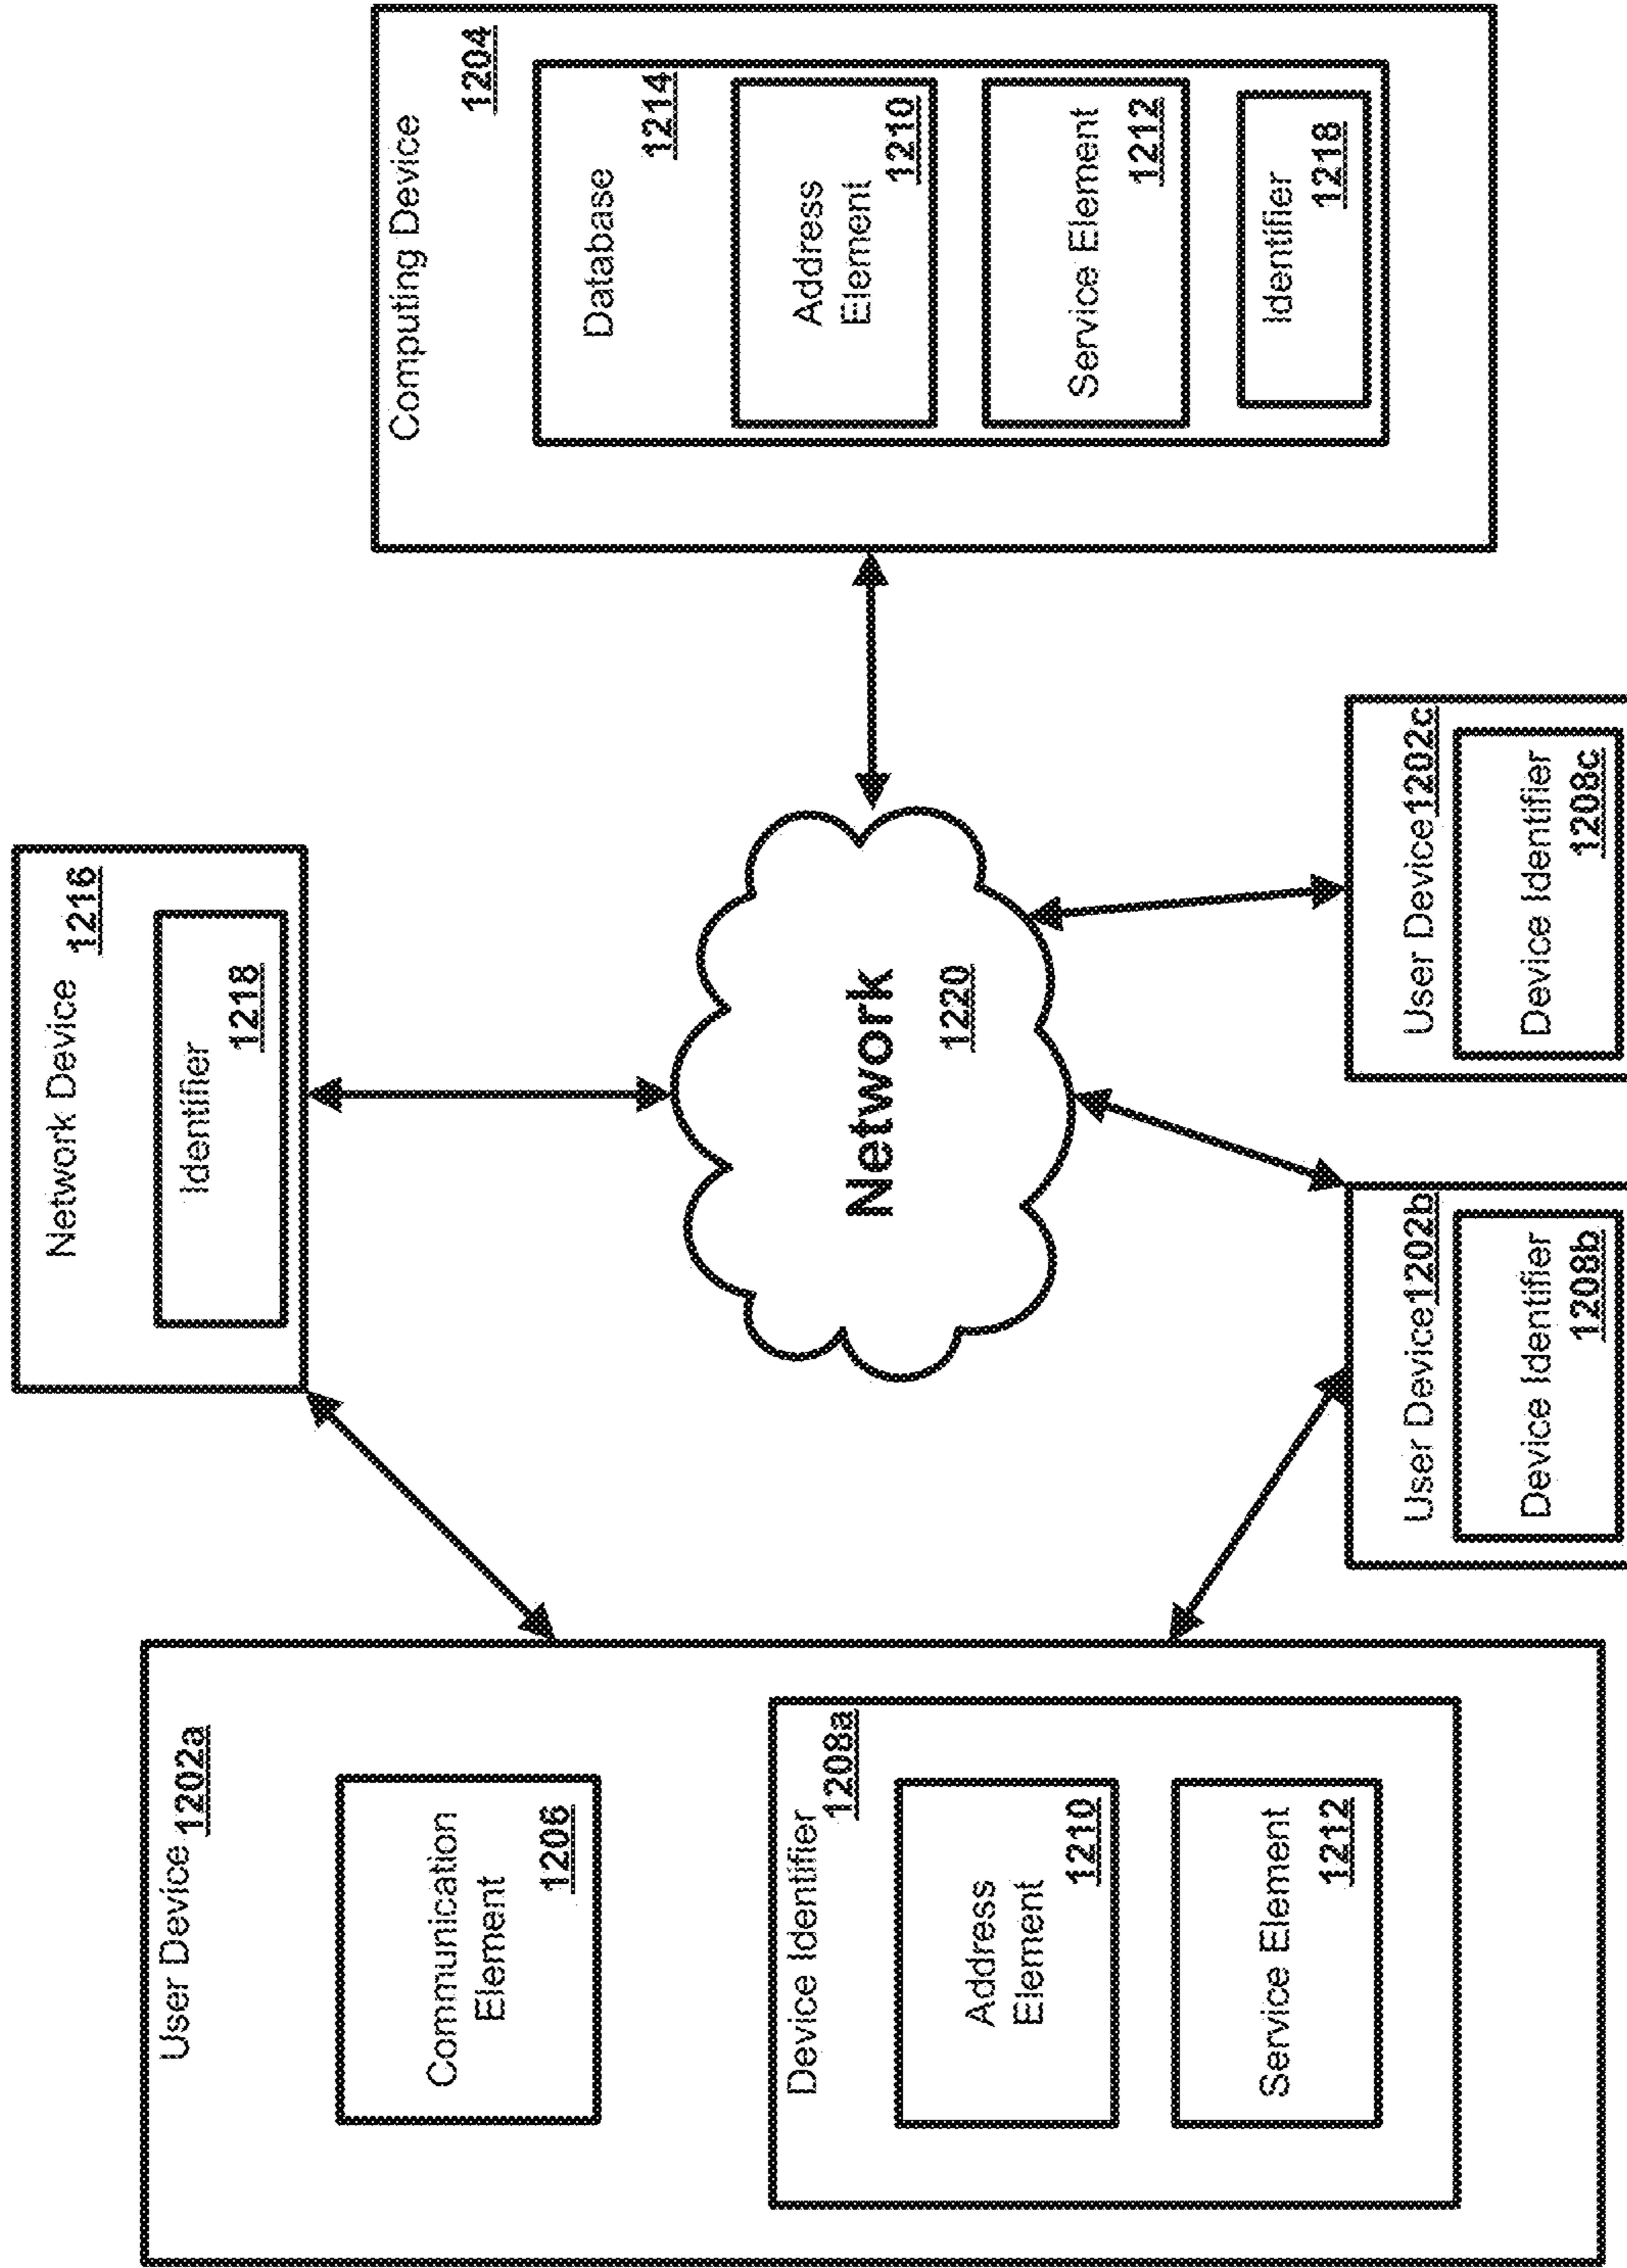 User Device 1202a
Communication
Element
1206
Device Identifier
1208a
Address
Element
1210
Service Element
1212
Network Device
1216
Identifier
1218
Network
1220
User Device 1202b
Device Identifier
1208b
User Device 1202c
Device Identifier
1208c
Computing Device
1204
Database
1214
Address
Element
1210
Service Element
1212
Identifier
1218